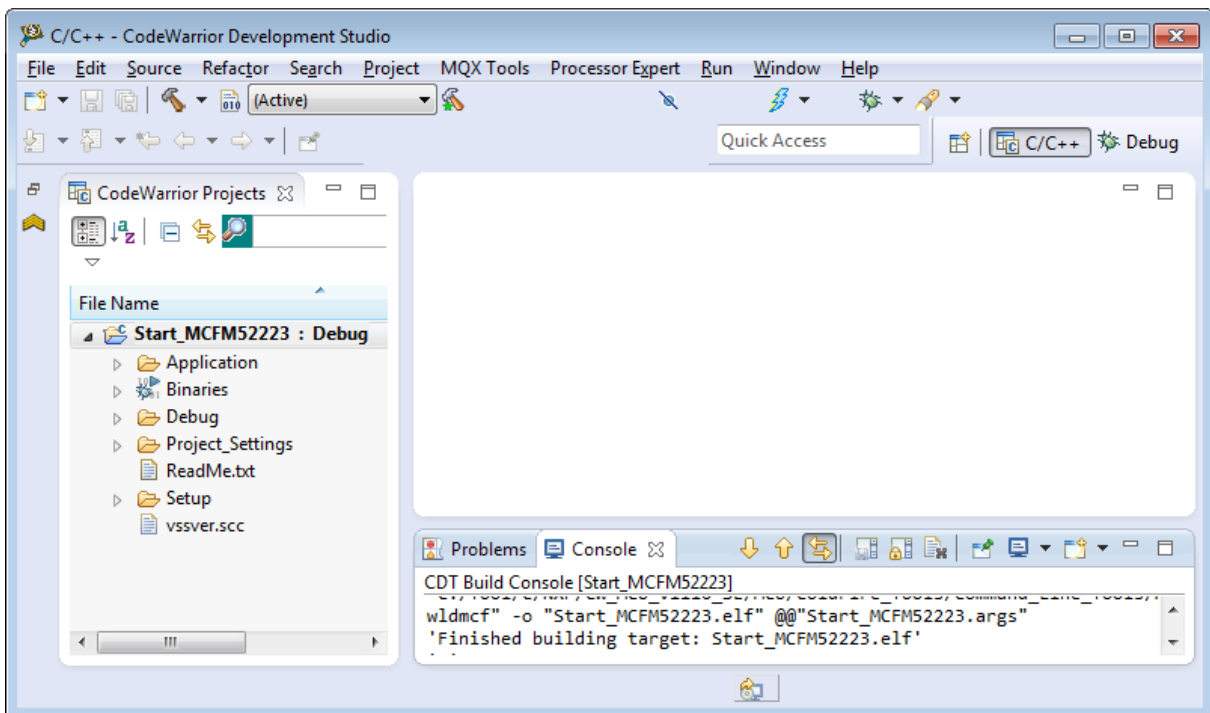 C/C++ - CodeWarrior Development Studio
File Edit Source Refactor Search Project MQX Tools Processor Expert Run Window Help
010 (Active)
Quick Access C/C++ Debug
CodeWarrior Projects
File Name
Start_MCFM52223 : Debug
Application
Binaries
Debug
Project_Settings
ReadMe.txt
Setup
vssver.scc
Problems Console
CDT Build Console [Start_MCFM52223]
wldmcf" -o "Start_MCFM52223.elf" @@"Start_MCFM52223.args"
'Finished building target: Start_MCFM52223.elf'